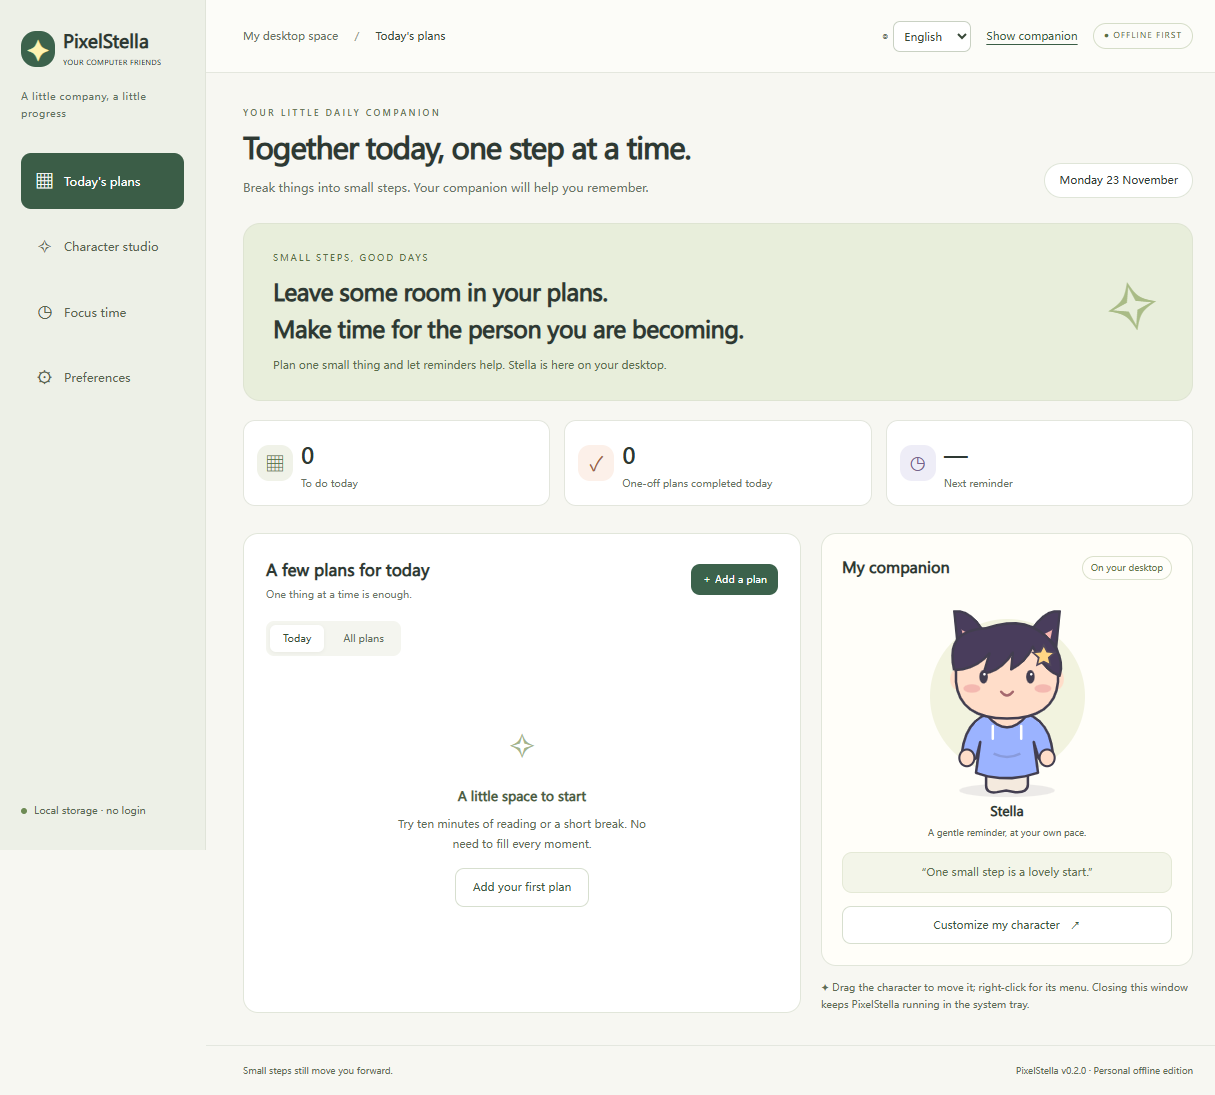 PixelStella
YOUR COMPUTER FRIENDS
A little company, a little
progress
Today's plans
Character studio
Focus time
Preferences
Local storage · no login
My desktop space / Today's plans
English
Show companion
• OFFLINE FIRST
YOUR LITTLE DAILY COMPANION
Together today, one step at a time.
Break things into small steps. Your companion will help you remember.
Monday 23 November
SMALL STEPS, GOOD DAYS
Leave some room in your plans.
Make time for the person you are becoming.
Plan one small thing and let reminders help. Stella is here on your desktop.
0
To do today
0
One-off plans completed today
—
Next reminder
A few plans for today
One thing at a time is enough.
+ Add a plan
Today
All plans
A little space to start
Try ten minutes of reading or a short break. No
need to fill every moment.
Add your first plan
My companion
On your desktop
Stella
A gentle reminder, at your own pace.
“One small step is a lovely start.”
Customize my character ↗
✦ Drag the character to move it; right-click for its menu. Closing this window
keeps PixelStella running in the system tray.
Small steps still move you forward.
PixelStella v0.2.0 · Personal offline edition